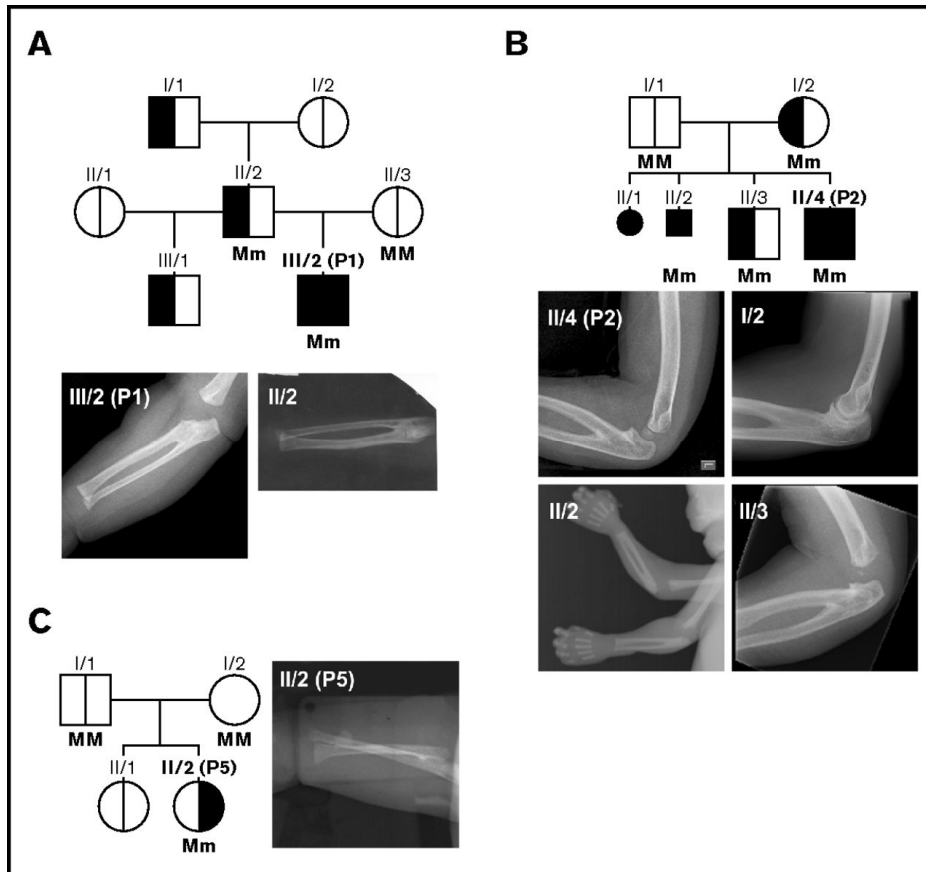 A
I/1
I/2
II/1
II/2
II/3
Mm
MM
III/1
III/2 (P1)
Mm
III/2 (P1)
II/2
B
I/1
I/2
MM
Mm
II/1
II/2
II/3
II/4 (P2)
Mm
Mm
Mm
II/4 (P2)
I/2
II/2
II/3
C
I/1
I/2
MM
MM
II/1
II/2 (P5)
Mm
II/2 (P5)